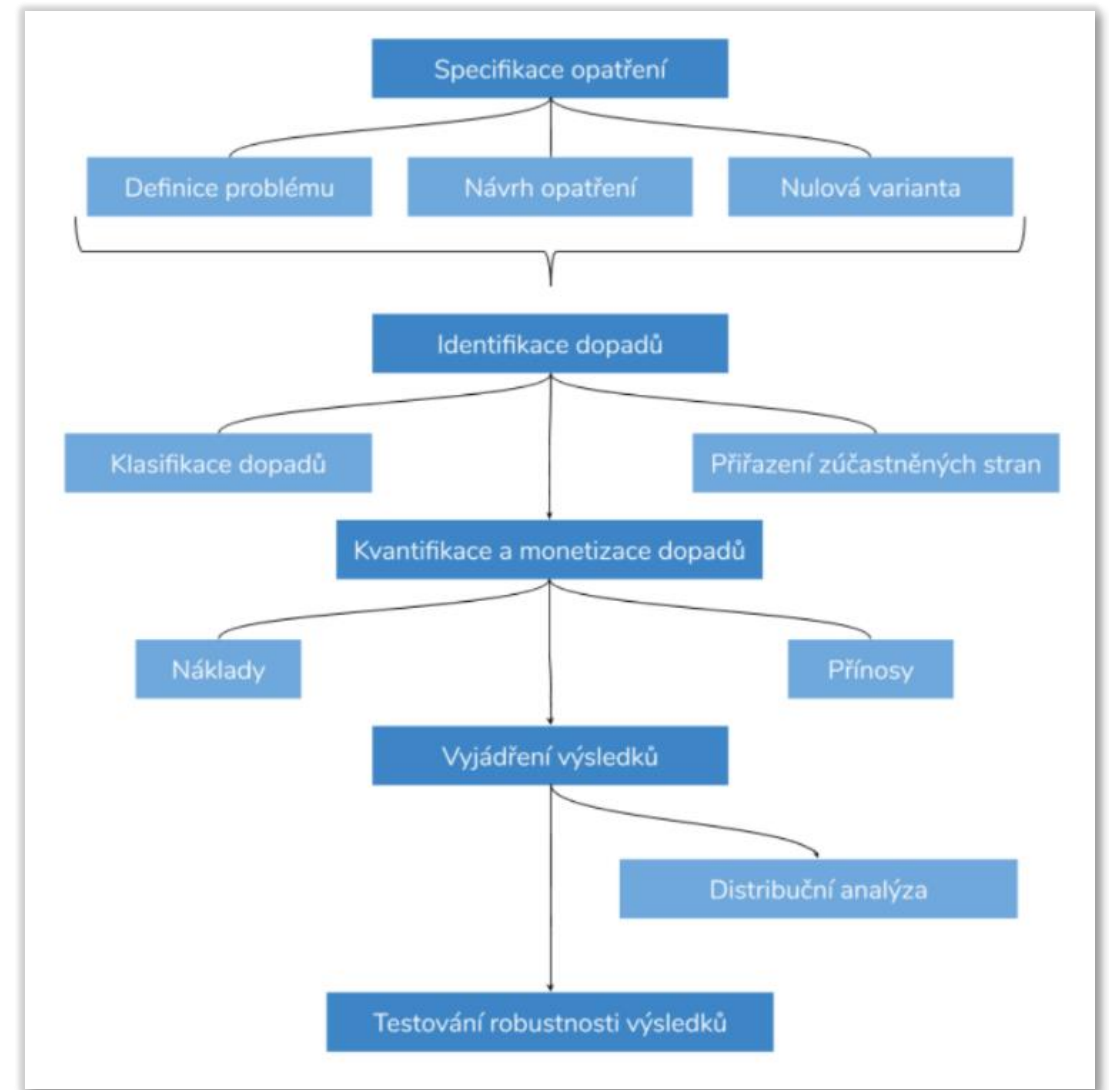 Specifikace opatření
Definice problému
Návrh opatření
Nulová varianta
Identifikace dopadů
Klasifikace dopadů
Přiřazení zúčastněných stran
Kvantifikace a monetizace dopadů
Náklady
Přínosy
Vyjádření výsledků
Distribuční analýza
Testování robustnosti výsledků